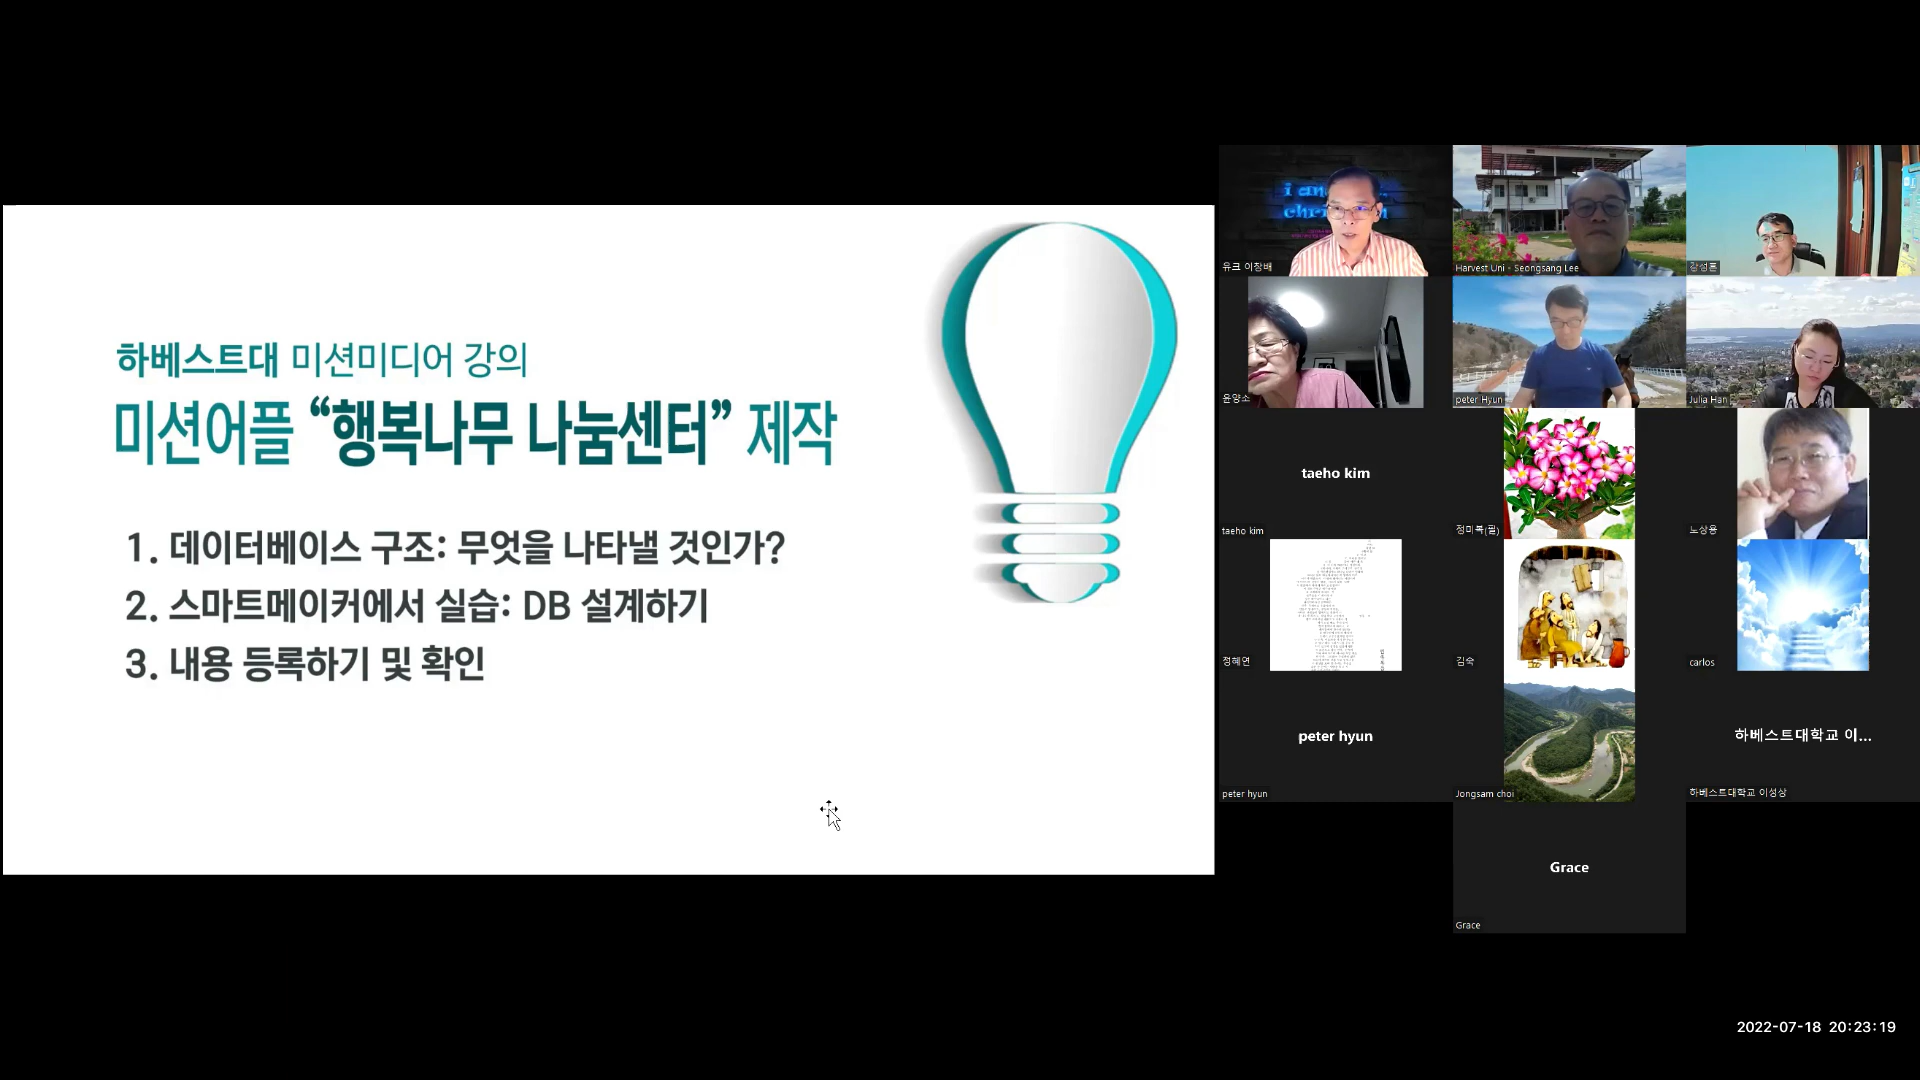 하베스트대 미션미디어 강의
미션어플 “행복나무 나눔센터” 제작
1. 데이터베이스 구조: 무엇을 나타낼 것인가?
2. 스마트메이커에서 실습: DB 설계하기
3. 내용 등록하기 및 확인
유크 이창배
Harvest Uni - Seongsang Lee
강성훈
윤양소
peter Hyun
Julia Han
taeho kim
taeho kim
정미복(필)
노상용
정혜연
김숙
carlos
peter hyun
peter hyun
Jongsam choi
하베스트대학교 이...
하베스트대학교 이성상
Grace
Grace
2022-07-18 20:23:19